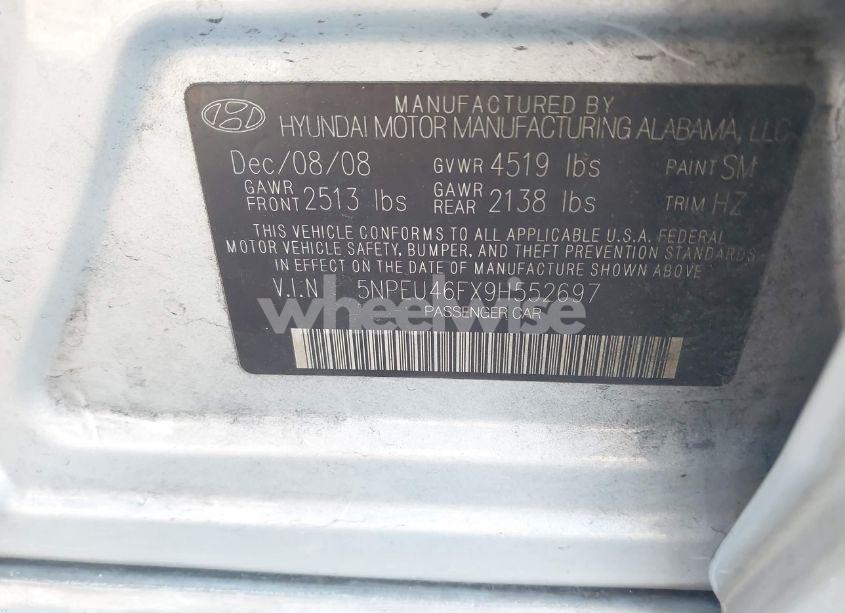 MANUFACTURED BY
HYUNDAI MOTOR MANUFACTURING ALABAMA, LLC
Dec/08/08 GVWR 4519 lbs PAINT SM
GAWR FRONT 2513 lbs GAWR REAR 2138 lbs TRIM HZ
THIS VEHICLE CONFORMS TO ALL APPLICABLE U.S.A. FEDERAL
MOTOR VEHICLE SAFETY, BUMPER, AND THEFT PREVENTION STANDARDS
IN EFFECT ON THE DATE OF MANUFACTURE SHOWN ABOVE
V.I.N 5NPEU46FX9H552697
wheelwise
PASSENGER CAR